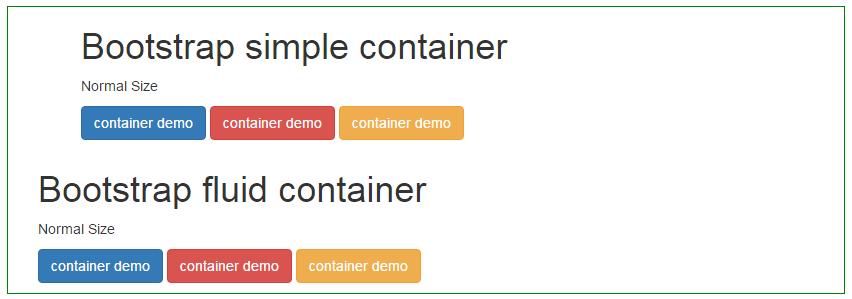 Bootstrap simple container
Normal Size
container demo container demo container demo
Bootstrap fluid container
Normal Size
container demo container demo container demo